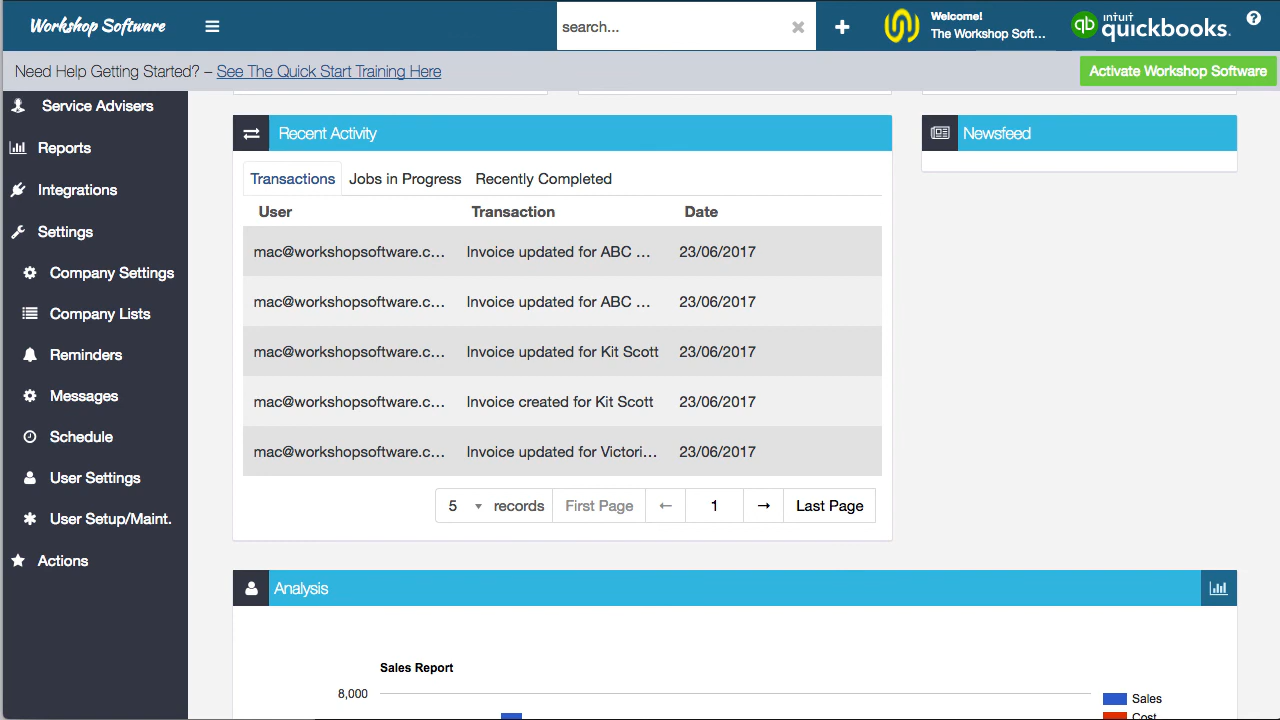 Workshop Software
search...
Welcome!
The Workshop Soft...
qb
intuit
quickbooks.
Need Help Getting Started? – See The Quick Start Training Here
Activate Workshop Software
Service Advisers
Reports
Integrations
Settings
Company Settings
Company Lists
Reminders
Messages
Schedule
User Settings
User Setup/Maint.
Actions
Recent Activity
Transactions Jobs in Progress Recently Completed
User Transaction Date
mac@workshopsoftware.c... Invoice updated for ABC ... 23/06/2017
mac@workshopsoftware.c... Invoice updated for ABC ... 23/06/2017
mac@workshopsoftware.c... Invoice updated for Kit Scott 23/06/2017
mac@workshopsoftware.c... Invoice created for Kit Scott 23/06/2017
mac@workshopsoftware.c... Invoice updated for Victori... 23/06/2017
5 records First Page ← 1 → Last Page
Newsfeed
Analysis
Sales Report
8,000
Sales
Cost